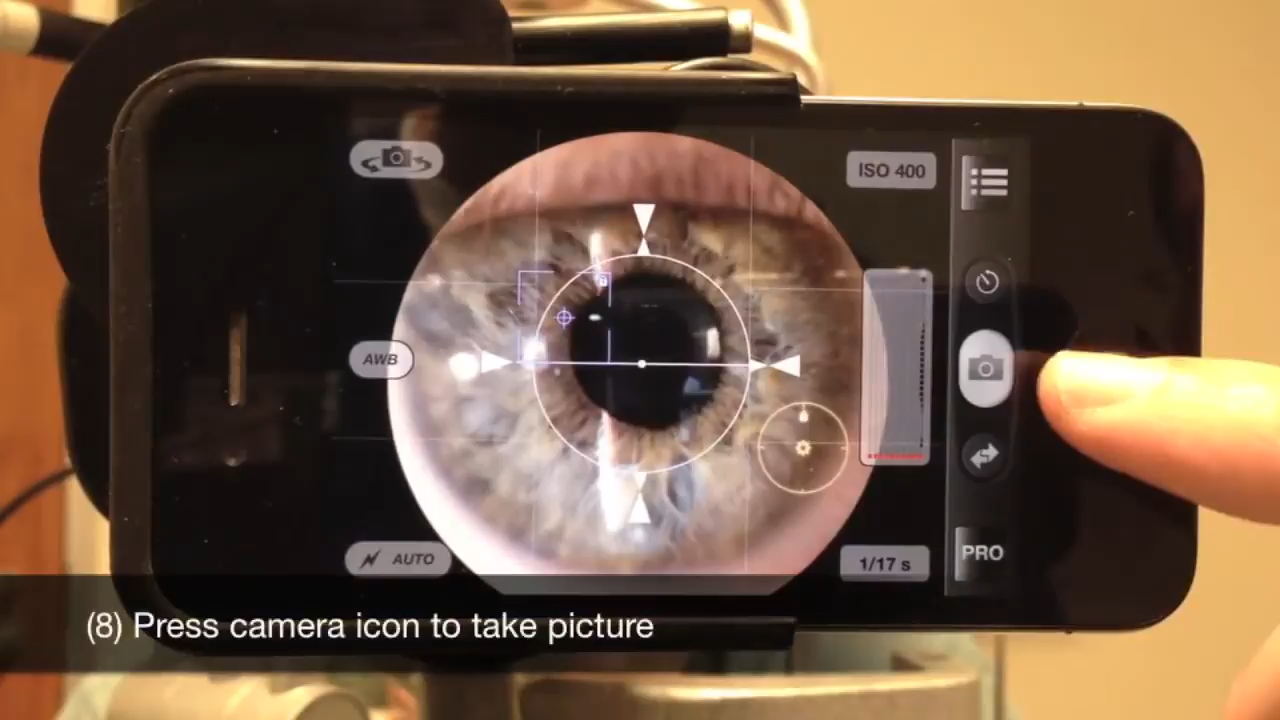 ISO 400
AWB
AUTO
1/17 s
PRO
(8) Press camera icon to take picture